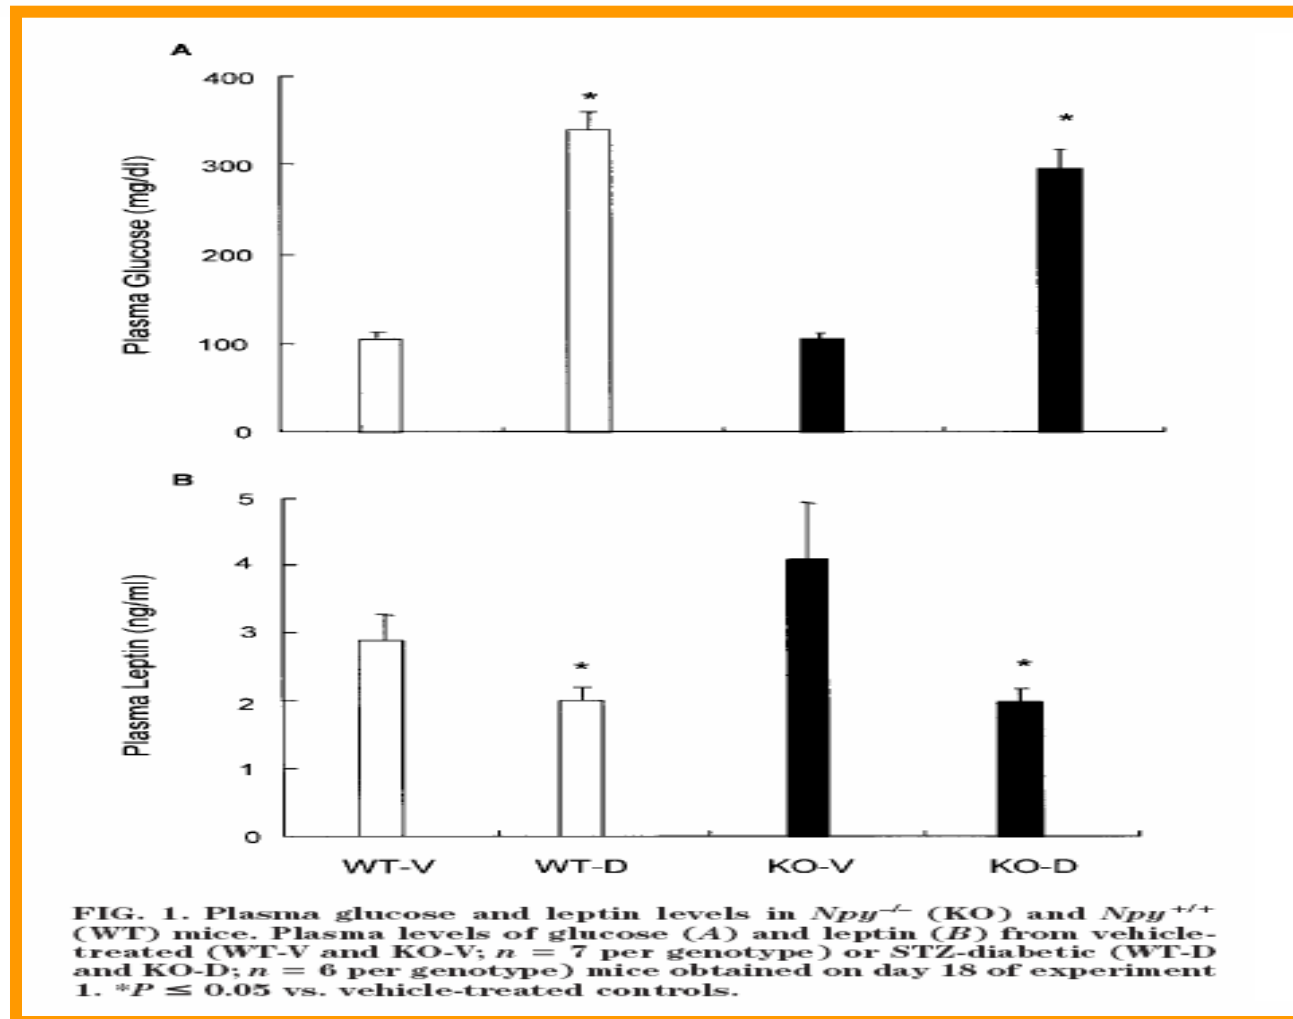 A
400
*
*
300
200
100
0
Plasma Glucose (mg/dl)
B
5
4
3
*
*
2
1
0
Plasma Leptin (ng/ml)
WT-V WT-D KO-V KO-D
FIG. 1. Plasma glucose and leptin levels in Npy–/– (KO) and Npy+/+
(WT) mice. Plasma levels of glucose (A) and leptin (B) from vehicle-
treated (WT-V and KO-V; n = 7 per genotype) or STZ-diabetic (WT-D
and KO-D; n = 6 per genotype) mice obtained on day 18 of experiment
1. *P ≤ 0.05 vs. vehicle-treated controls.